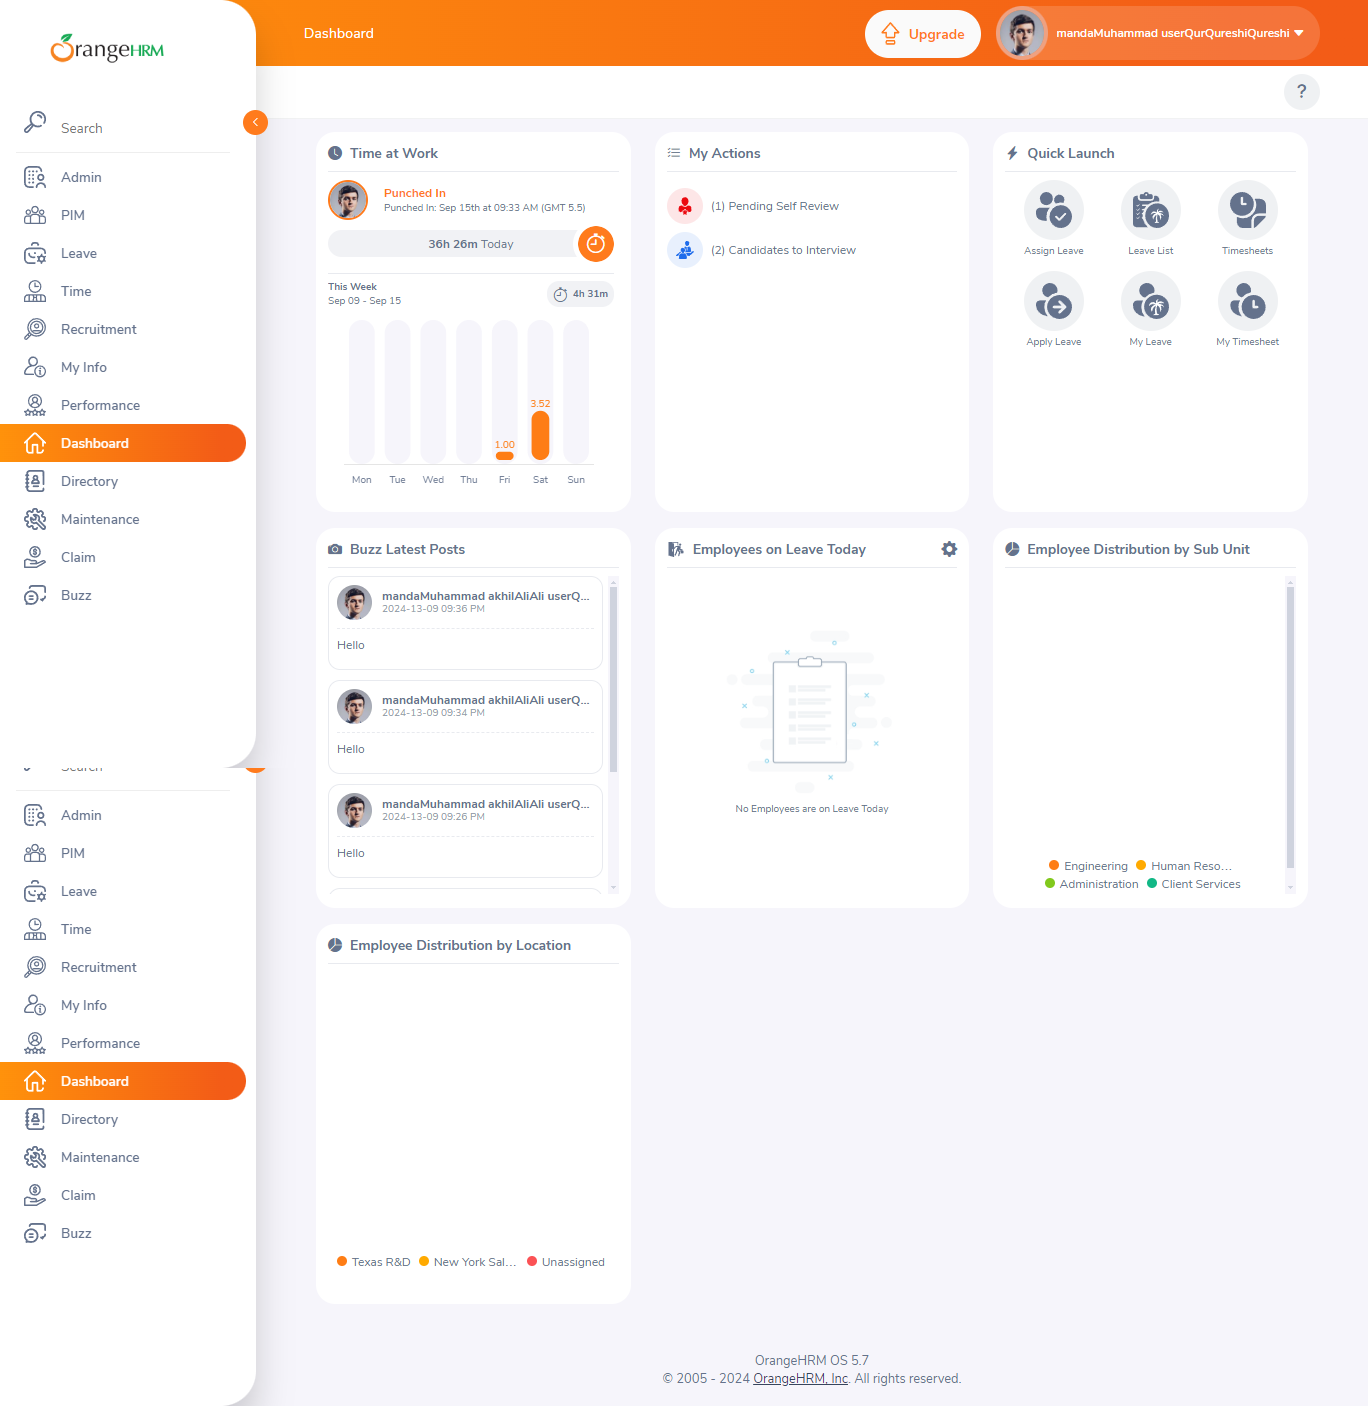 OrangeHRM
Dashboard
Upgrade
mandaMuhammad userQurQureshiQureshi
?
Search
Admin
PIM
Leave
Time
Recruitment
My Info
Performance
Dashboard
Directory
Maintenance
Claim
Buzz
Time at Work
Punched In
Punched In: Sep 15th at 09:33 AM (GMT 5.5)
36h 26m Today
This Week
Sep 09 - Sep 15
4h 31m
3.52
1.00
Mon Tue Wed Thu Fri Sat Sun
My Actions
(1) Pending Self Review
(2) Candidates to Interview
Quick Launch
Assign Leave Leave List Timesheets
Apply Leave My Leave My Timesheet
Buzz Latest Posts
mandaMuhammad akhilAliAli userQ...
2024-13-09 09:36 PM
Hello
mandaMuhammad akhilAliAli userQ...
2024-13-09 09:34 PM
Hello
mandaMuhammad akhilAliAli userQ...
2024-13-09 09:26 PM
Hello
Employees on Leave Today
No Employees are on Leave Today
Employee Distribution by Sub Unit
Engineering Human Reso...
Administration Client Services
Search
Admin
PIM
Leave
Time
Recruitment
My Info
Performance
Dashboard
Directory
Maintenance
Claim
Buzz
Employee Distribution by Location
Texas R&D New York Sal... Unassigned
OrangeHRM OS 5.7
© 2005 - 2024 OrangeHRM, Inc. All rights reserved.